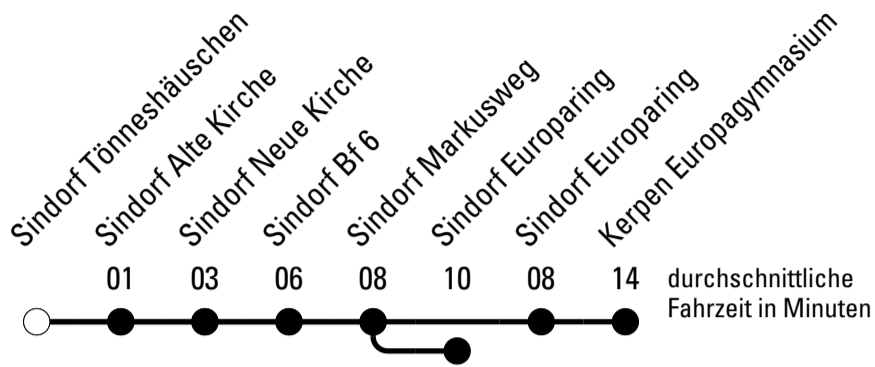 Sindorf Tönneshäuschen
Sindorf Alte Kirche
Sindorf Neue Kirche
Sindorf Bf 6
Sindorf Markusweg
Sindorf Europaring
Sindorf Europaring
Kerpen Europagymnasium
01 03 06 08 10 08 14 durchschnittliche
Fahrzeit in Minuten